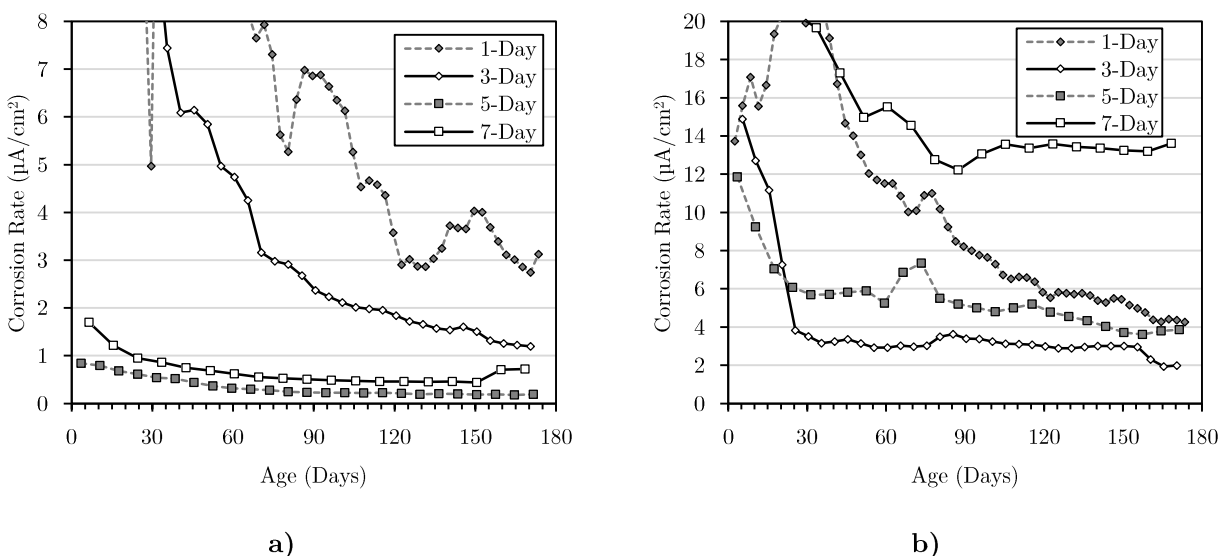 8
7
6
5
4
3
2
1
0
Corrosion Rate (µA/cm²)
1-Day
3-Day
5-Day
7-Day
0 30 60 90 120 150 180
Age (Days)
a)
20
18
16
14
12
10
8
6
4
2
0
Corrosion Rate (µA/cm²)
1-Day
3-Day
5-Day
7-Day
0 30 60 90 120 150 180
Age (Days)
b)